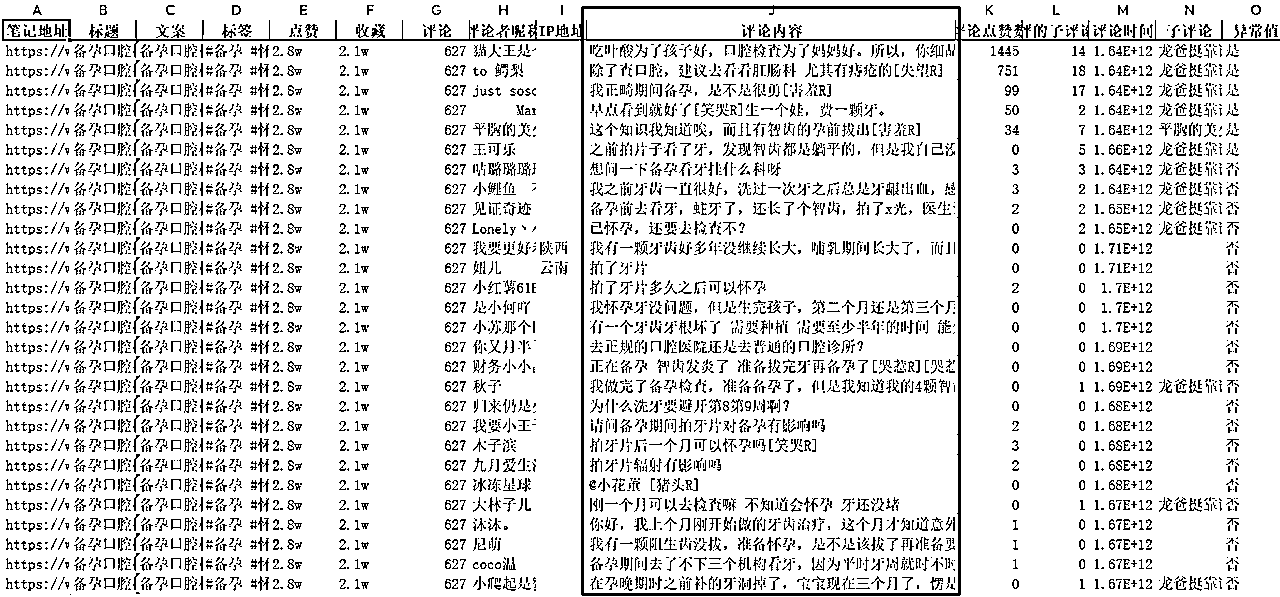 A B C D E F G H I J K L M N O
笔记地址 标题 文案 标签 点赞 收藏 评论 评论者昵称 IP地址 评论内容 评论点赞数 的子评论 评论时间 子评论 异常值
https:// 备孕口腔 备孕口腔 #备孕 2.8w 2.1w 627 猫大王是 吃叶酸为了孩子好，口腔检查为了妈妈好。所以，你细品 1445 14 1.64E+12 龙爸挺靠 是
https:// 备孕口腔 备孕口腔 #备孕 2.8w 2.1w 627 to 鳄梨 除了查口腔，建议去看看肛肠科 尤其有痔疮的[失望R] 751 18 1.64E+12 龙爸挺靠 是
https:// 备孕口腔 备孕口腔 #备孕 2.8w 2.1w 627 just soso 我正畸期间备孕，是不是很勇[害羞R] 99 17 1.64E+12 龙爸挺靠 是
https:// 备孕口腔 备孕口腔 #备孕 2.8w 2.1w 627 Mar 早点看到就好了[笑哭R]生一个娃，费一颗牙。 50 2 1.64E+12 龙爸挺靠 是
https:// 备孕口腔 备孕口腔 #备孕 2.8w 2.1w 627 平胸的美 这个知识我知道唉，而且有智齿的孕前拔出[害羞R] 34 7 1.64E+12 平胸的美 是
https:// 备孕口腔 备孕口腔 #备孕 2.8w 2.1w 627 王可乐 之前拍片子看了牙，发现智齿都是躺平的，但是我自己没 0 5 1.66E+12 龙爸挺靠 是
https:// 备孕口腔 备孕口腔 #备孕 2.8w 2.1w 627 咕噜璐璐 想问一下备孕看牙挂什么科呀 3 3 1.64E+12 龙爸挺靠 否
https:// 备孕口腔 备孕口腔 #备孕 2.8w 2.1w 627 小鲤鱼 我之前牙齿一直很好，洗过一次牙之后总是牙龈出血，感 3 2 1.64E+12 龙爸挺靠 否
https:// 备孕口腔 备孕口腔 #备孕 2.8w 2.1w 627 见证奇迹 备孕前去看牙，蛀牙了，还长了个智齿，拍了x光，医生 2 2 1.65E+12 龙爸挺靠 否
https:// 备孕口腔 备孕口腔 #备孕 2.8w 2.1w 627 Lonely丶 已怀孕，还要去检查不？ 0 2 1.65E+12 龙爸挺靠 否
https:// 备孕口腔 备孕口腔 #备孕 2.8w 2.1w 627 我要更好 陕西 我有一颗牙齿好多年没继续长大，哺乳期间长大了，而且 0 0 1.71E+12 否
https:// 备孕口腔 备孕口腔 #备孕 2.8w 2.1w 627 妞儿 云南 拍了牙片 0 0 1.71E+12 否
https:// 备孕口腔 备孕口腔 #备孕 2.8w 2.1w 627 小红薯61 拍了牙片多久之后可以怀孕 2 0 1.7E+12 否
https:// 备孕口腔 备孕口腔 #备孕 2.8w 2.1w 627 是小何吖 我怀孕牙没问题，但是生完孩子，第二个月还是第三个月 0 0 1.7E+12 否
https:// 备孕口腔 备孕口腔 #备孕 2.8w 2.1w 627 小苏那个 有一个牙齿牙根坏了 需要种植 需要至少半年的时间 能 0 0 1.7E+12 否
https:// 备孕口腔 备孕口腔 #备孕 2.8w 2.1w 627 你又月半 去正规的口腔医院还是去普通的口腔诊所？ 0 0 1.69E+12 否
https:// 备孕口腔 备孕口腔 #备孕 2.8w 2.1w 627 财务小小 正在备孕 智齿发炎了 准备拔完牙再备孕了[哭惹R][哭惹 0 0 1.69E+12 否
https:// 备孕口腔 备孕口腔 #备孕 2.8w 2.1w 627 秋子 我做完了备孕检查，准备备孕了，但是我知道我的4颗智 0 1 1.69E+12 龙爸挺靠 否
https:// 备孕口腔 备孕口腔 #备孕 2.8w 2.1w 627 归来仍是 为什么洗牙要避开第8第9周啊？ 0 0 1.68E+12 否
https:// 备孕口腔 备孕口腔 #备孕 2.8w 2.1w 627 我要小王 请问备孕期间拍牙片对备孕有影响吗 2 0 1.68E+12 否
https:// 备孕口腔 备孕口腔 #备孕 2.8w 2.1w 627 木子滨 拍牙片后一个月可以怀孕吗[笑哭R] 3 0 1.68E+12 否
https:// 备孕口腔 备孕口腔 #备孕 2.8w 2.1w 627 九月爱生 拍牙片辐射有影响吗 2 0 1.68E+12 否
https:// 备孕口腔 备孕口腔 #备孕 2.8w 2.1w 627 冰冻星球 @小花 [猪头R] 0 0 1.68E+12 否
https:// 备孕口腔 备孕口腔 #备孕 2.8w 2.1w 627 大林子儿 刚一个月可以去检查嘛 不知道会怀孕 牙还没堵 0 1 1.67E+12 龙爸挺靠 否
https:// 备孕口腔 备孕口腔 #备孕 2.8w 2.1w 627 沐沐。 你好，我上个月刚开始做的牙齿治疗，这个月才知道意外 1 0 1.67E+12 否
https:// 备孕口腔 备孕口腔 #备孕 2.8w 2.1w 627 尼萌 我有一颗阻生齿没拔，准备怀孕，是不是该拔了再准备要 1 0 1.67E+12 否
https:// 备孕口腔 备孕口腔 #备孕 2.8w 2.1w 627 coco温 备孕期间去了不下三个机构看牙，因为平时牙周就时不时 1 0 1.67E+12 否
https:// 备孕口腔 备孕口腔 #备孕 2.8w 2.1w 627 小爬起是 在孕晚期时之前补的牙洞掉了，宝宝现在三个月了，愣是 0 1 1.67E+12 龙爸挺靠 否